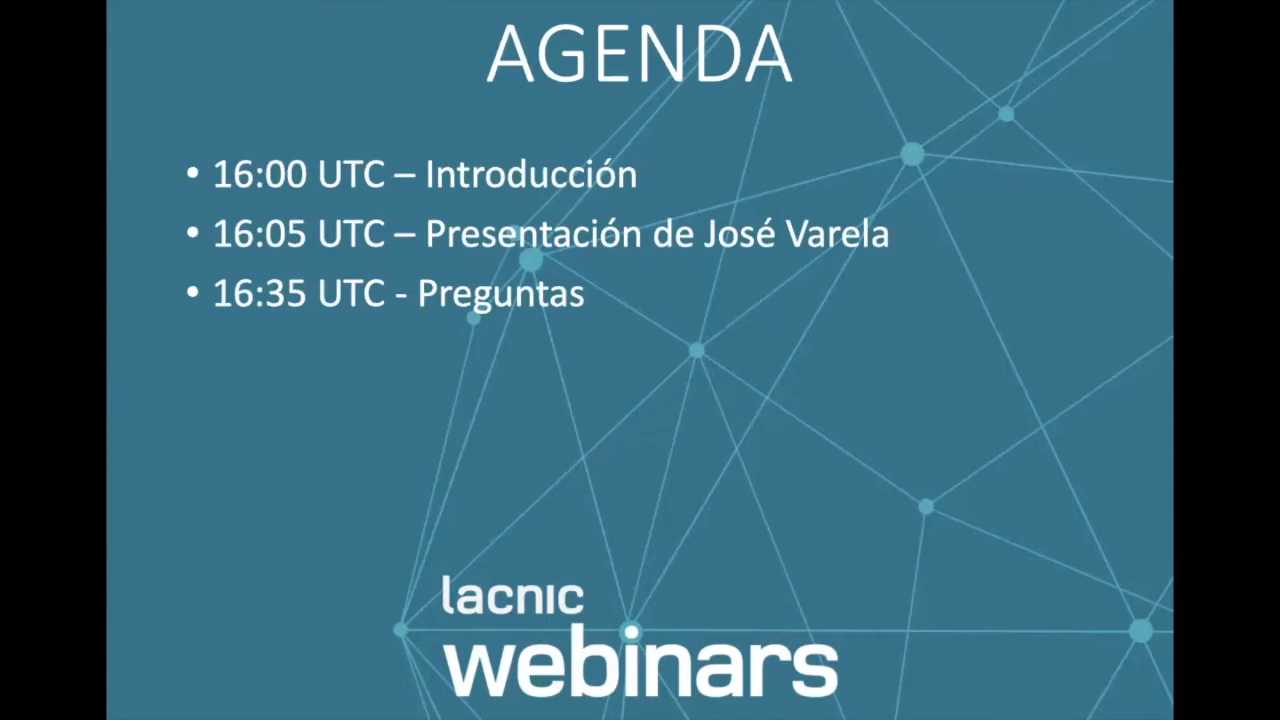 AGENDA
• 16:00 UTC – Introducción
• 16:05 UTC – Presentación de José Varela
• 16:35 UTC - Preguntas
lacnic
webinars